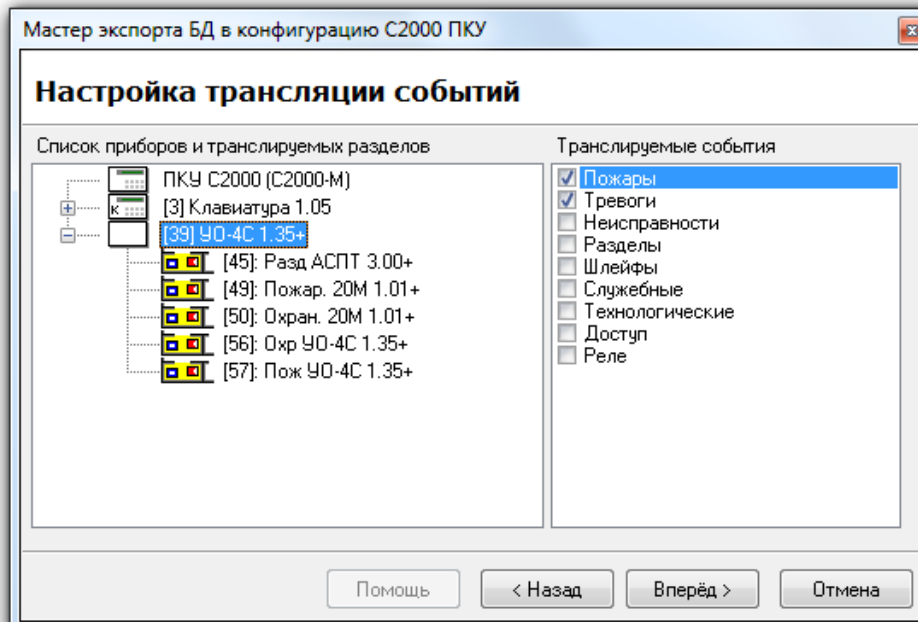 Мастер экспорта БД в конфигурацию С2000 ПКУ
Настройка трансляции событий
Список приборов и транслируемых разделов
Транслируемые события
ПКУ С2000 (С2000-М)
К
[3] Клавиатура 1.05
[39] УО-4С 1.35+
[45]: Разд АСПТ 3.00+
[49]: Пожар. 20М 1.01+
[50]: Охран. 20М 1.01+
[56]: Охр УО-4С 1.35+
[57]: Пож УО-4С 1.35+
Пожары
Тревоги
Неисправности
Разделы
Шлейфы
Служебные
Технологические
Доступ
Реле
Помощь
< Назад
Вперёд >
Отмена